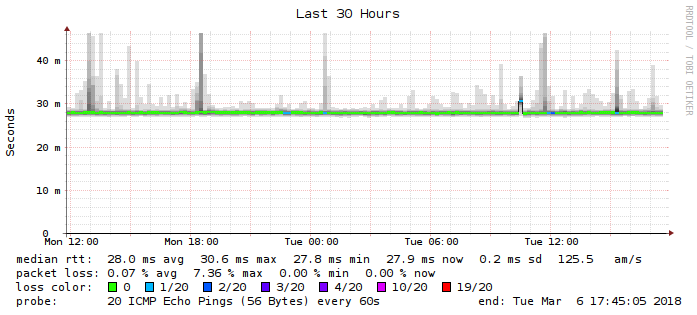 Last 30 Hours
RRDTOOL / TOBI OETIKER
Seconds
40 m
30 m
20 m
10 m
0
Mon 12:00 Mon 18:00 Tue 00:00 Tue 06:00 Tue 12:00
median rtt: 28.0 ms avg 30.6 ms max 27.8 ms min 27.9 ms now 0.2 ms sd 125.5 am/s
packet loss: 0.07 % avg 7.36 % max 0.00 % min 0.00 % now
loss color: 0 1/20 2/20 3/20 4/20 10/20 19/20
probe: 20 ICMP Echo Pings (56 Bytes) every 60s end: Tue Mar 6 17:45:05 2018